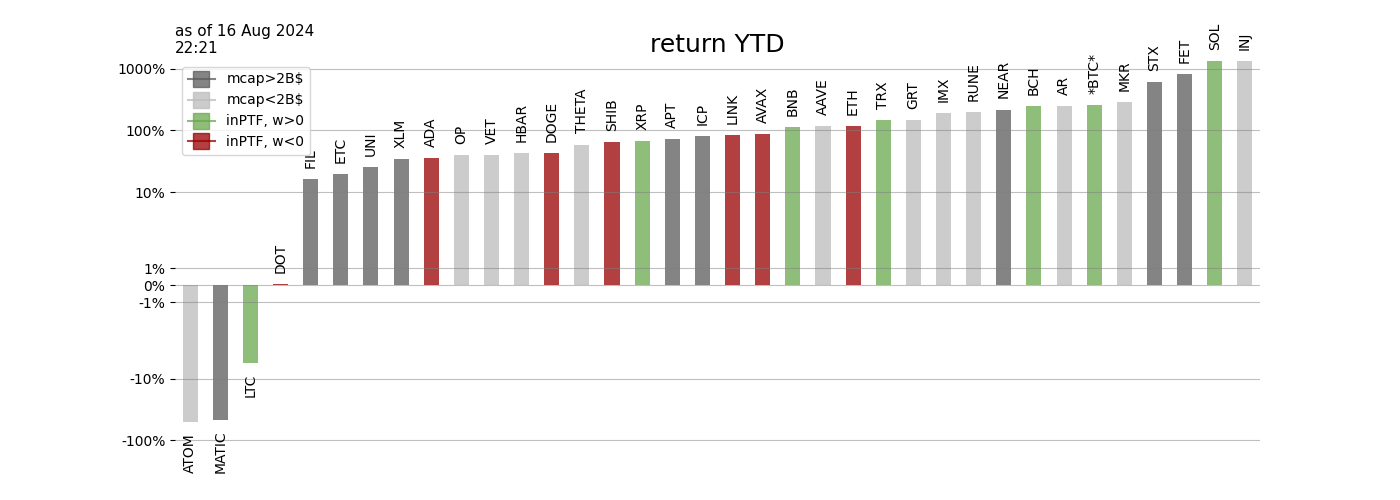 as of 16 Aug 2024
22:21
return YTD
mcap>2B$
mcap<2B$
inPTF, w>0
inPTF, w<0
1000%
100%
10%
1%
0%
-1%
-10%
-100%
ATOM
MATIC
LTC
DOT
FIL
ETC
UNI
XLM
ADA
OP
VET
HBAR
DOGE
THETA
SHIB
XRP
APT
ICP
LINK
AVAX
BNB
AAVE
ETH
TRX
GRT
IMX
RUNE
NEAR
BCH
AR
*BTC*
MKR
STX
FET
SOL
INJ